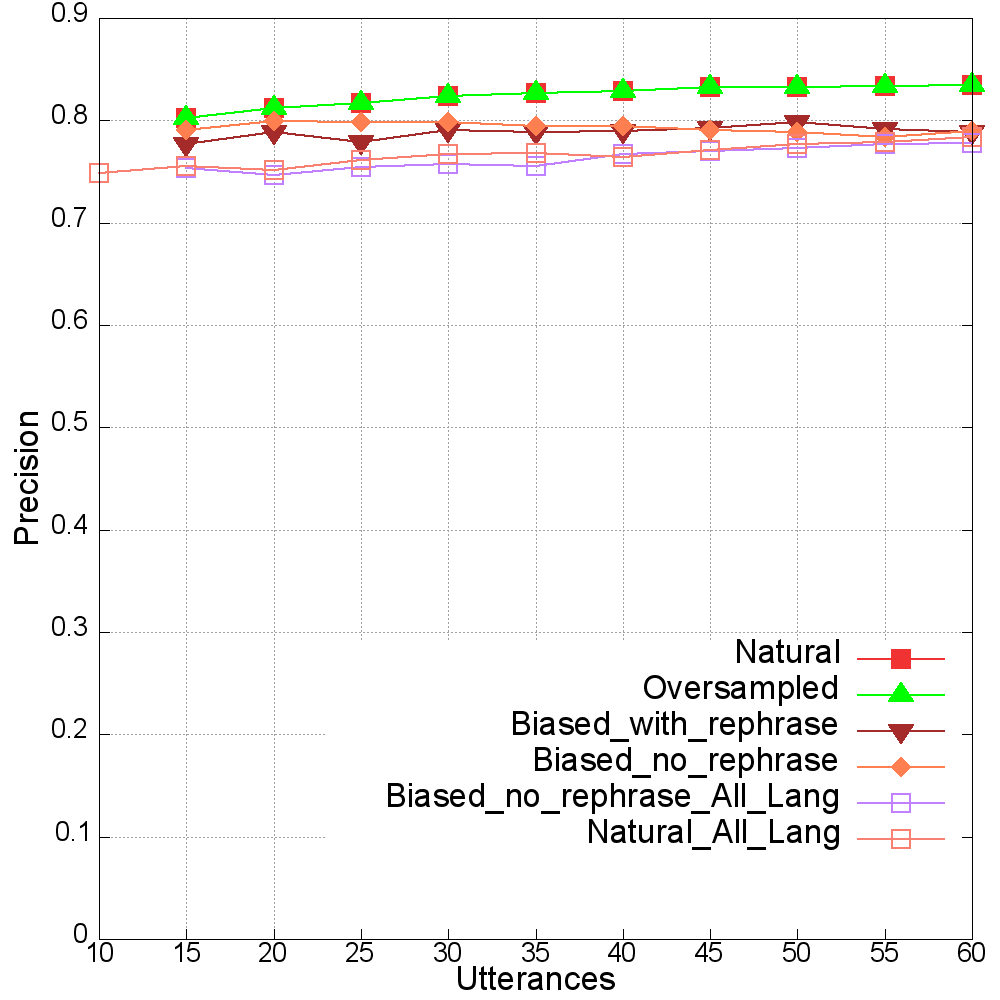 0.9
0.8
0.7
0.6
0.5
0.4
0.3
0.2
0.1
0
Precision
Natural
Oversampled
Biased_with_rephrase
Biased_no_rephrase
Biased_no_rephrase_All_Lang
Natural_All_Lang
10 15 20 25 30 35 40 45 50 55 60
Utterances